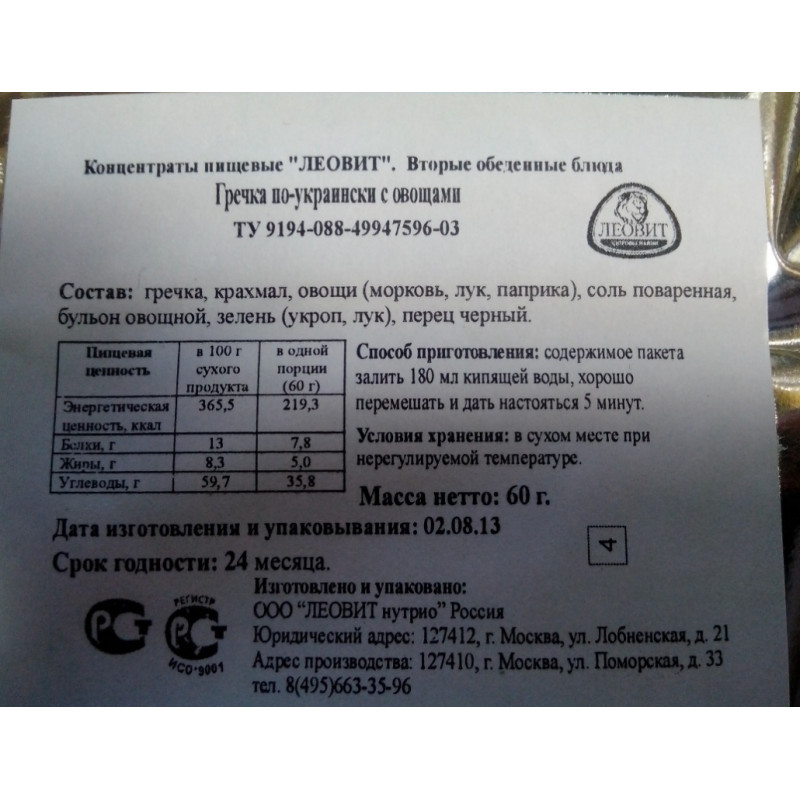 Концентраты пищевые "ЛЕОВИТ". Вторые обеденные блюда
Гречка по-украински с овощами
ТУ 9194-088-49947596-03
ЛЕОВИТ
Состав: гречка, крахмал, овощи (морковь, лук, паприка), соль поваренная,
бульон овощной, зелень (укроп, лук), перец черный.
Пищевая ценность | в 100 г сухого продукта | в одной порции (60 г)
Энергетическая ценность, ккал | 365,5 | 219,3
Белки, г | 13 | 7,8
Жиры, г | 8,3 | 5,0
Углеводы, г | 59,7 | 35,8
Способ приготовления: содержимое пакета
залить 180 мл кипящей воды, хорошо
перемешать и дать настояться 5 минут.
Условия хранения: в сухом месте при
нерегулируемой температуре.
Масса нетто: 60 г.
Дата изготовления и упаковывания: 02.08.13
4
Срок годности: 24 месяца.
Изготовлено и упаковано:
ООО "ЛЕОВИТ нутрио" Россия
Юридический адрес: 127412, г. Москва, ул. Лобненская, д. 21
Адрес производства: 127410, г. Москва, ул. Поморская, д. 33
тел. 8(495)663-35-96
РЕГИСТР
ИСО-9001